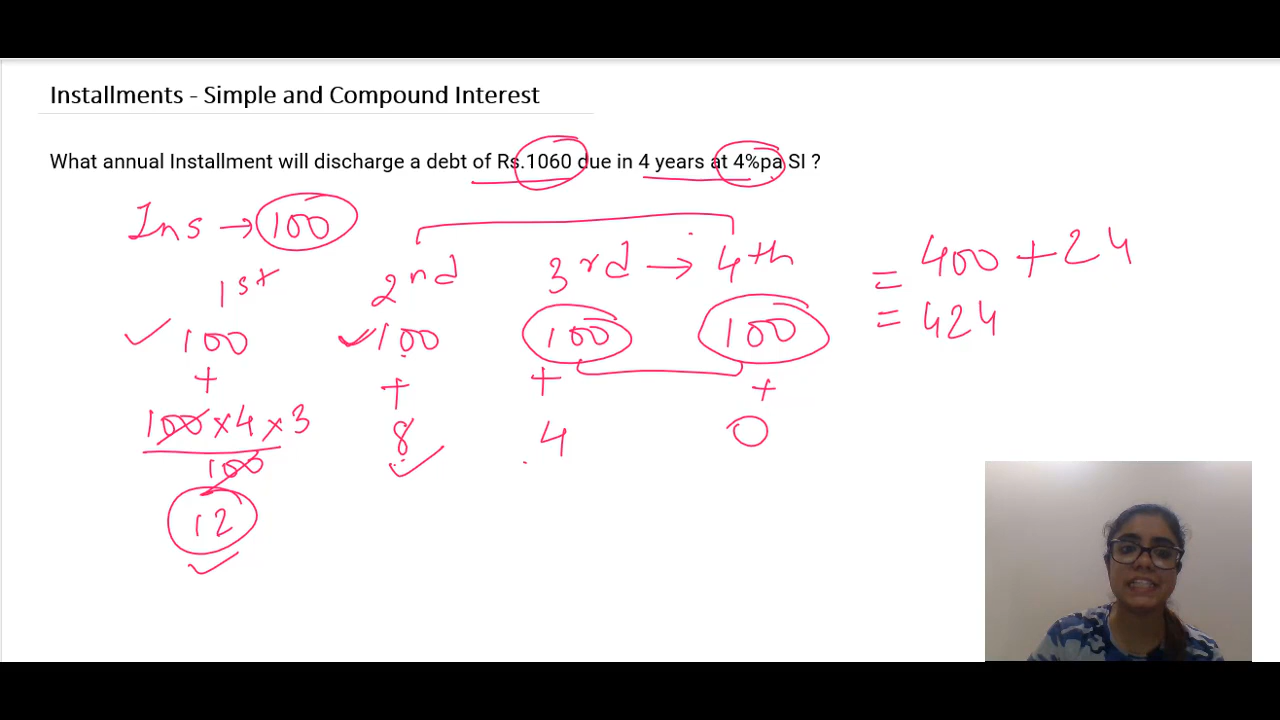 Installments - Simple and Compound Interest
What annual Installment will discharge a debt of Rs.1060 due in 4 years at 4%pa SI ?
Ins → 100
1st 2nd 3rd → 4th
100 100 100 100
+ + + +
100 × 4 × 3 8 4 0
100
12
= 400 + 24
= 424